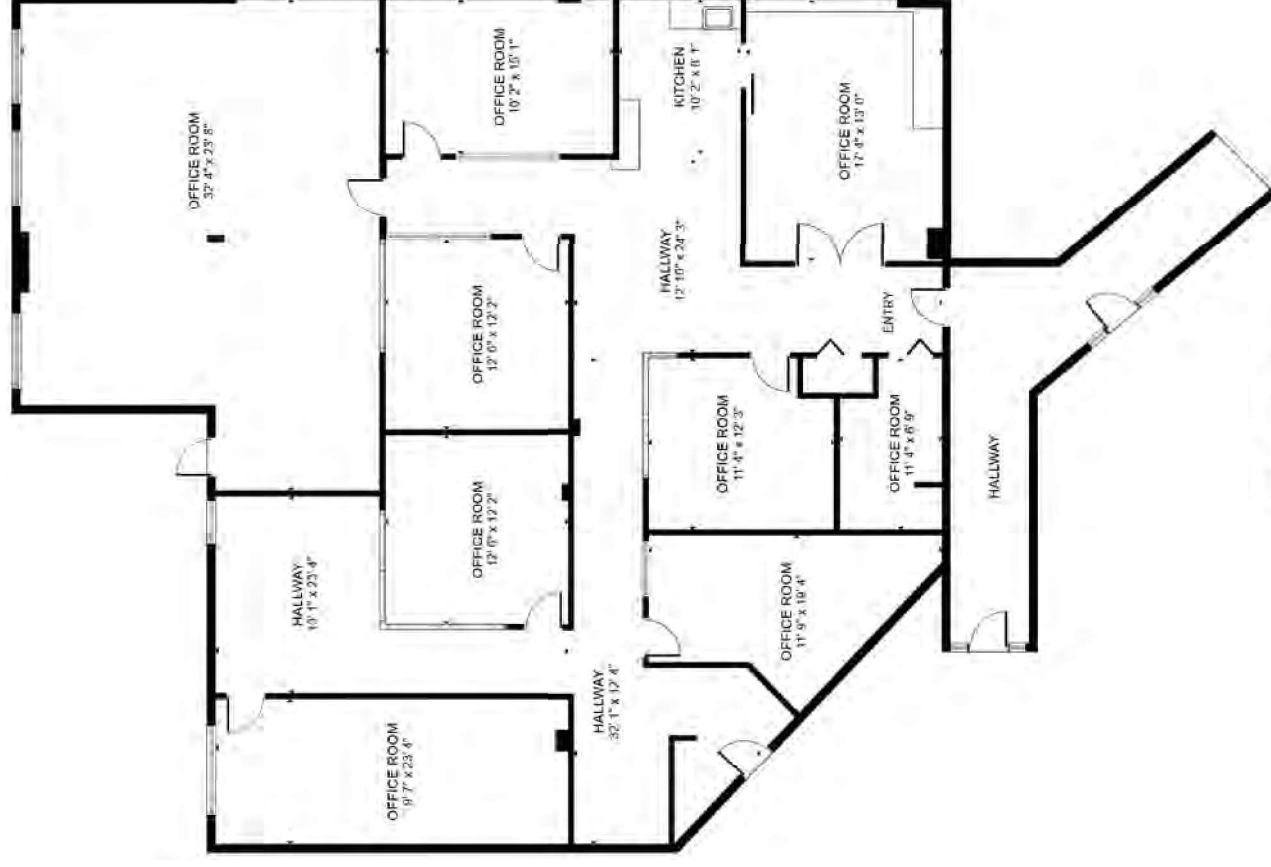 OFFICE ROOM
32' 4" x 23' 8"
OFFICE ROOM
10' 2" x 15' 1"
KITCHEN
10' 2" x 8' 1"
OFFICE ROOM
17' 4" x 13' 0"
HALLWAY
12' 10" x 24' 3"
ENTRY
OFFICE ROOM
12' 6" x 12' 2"
OFFICE ROOM
11' 4" x 12' 3"
OFFICE ROOM
11' 4" x 6' 9"
HALLWAY
OFFICE ROOM
12' 6" x 12' 2"
HALLWAY
x 23' 4"
OFFICE ROOM
11' 9" x 19' 4"
HALLWAY
32' 1" x 12' 4"
OFFICE ROOM
9' 7" x 23' 4"